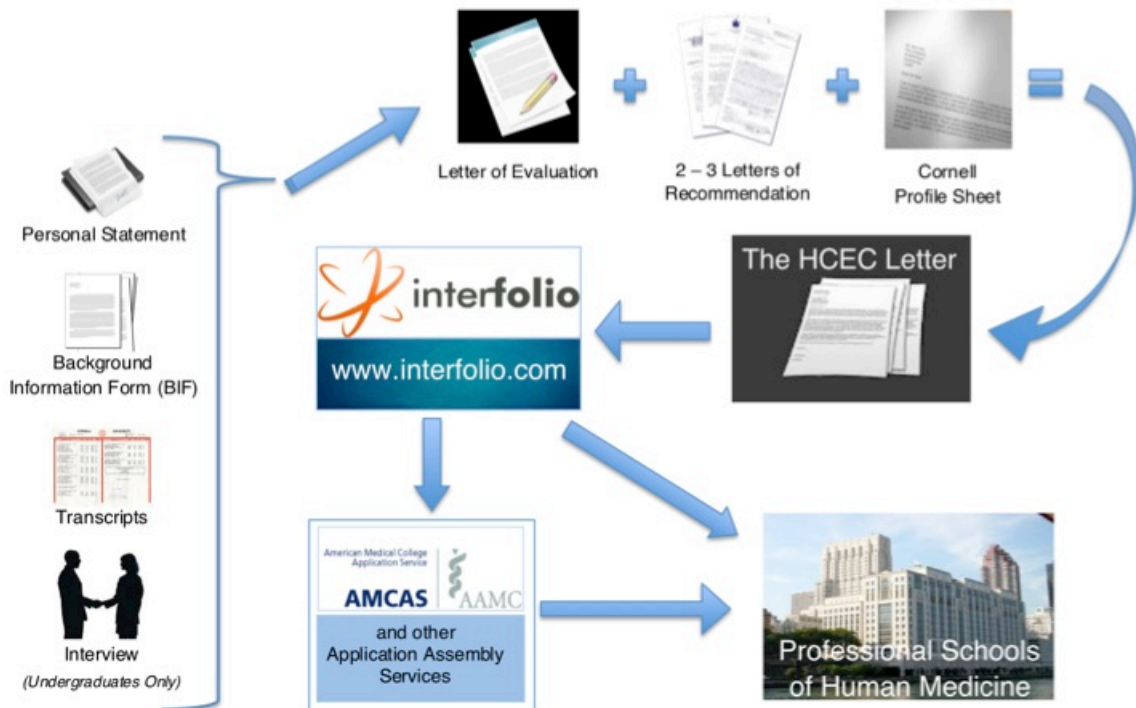 Letter of Evaluation
2 – 3 Letters of
Recommendation
Cornell
Profile Sheet
Personal Statement
Background
Information Form (BIF)
Transcripts
Interview
(Undergraduates Only)
The HCEC Letter
interfolio
www.interfolio.com
American Medical College
Application Service
AMCAS
AAMC
and other
Application Assembly
Services
Professional Schools
of Human Medicine